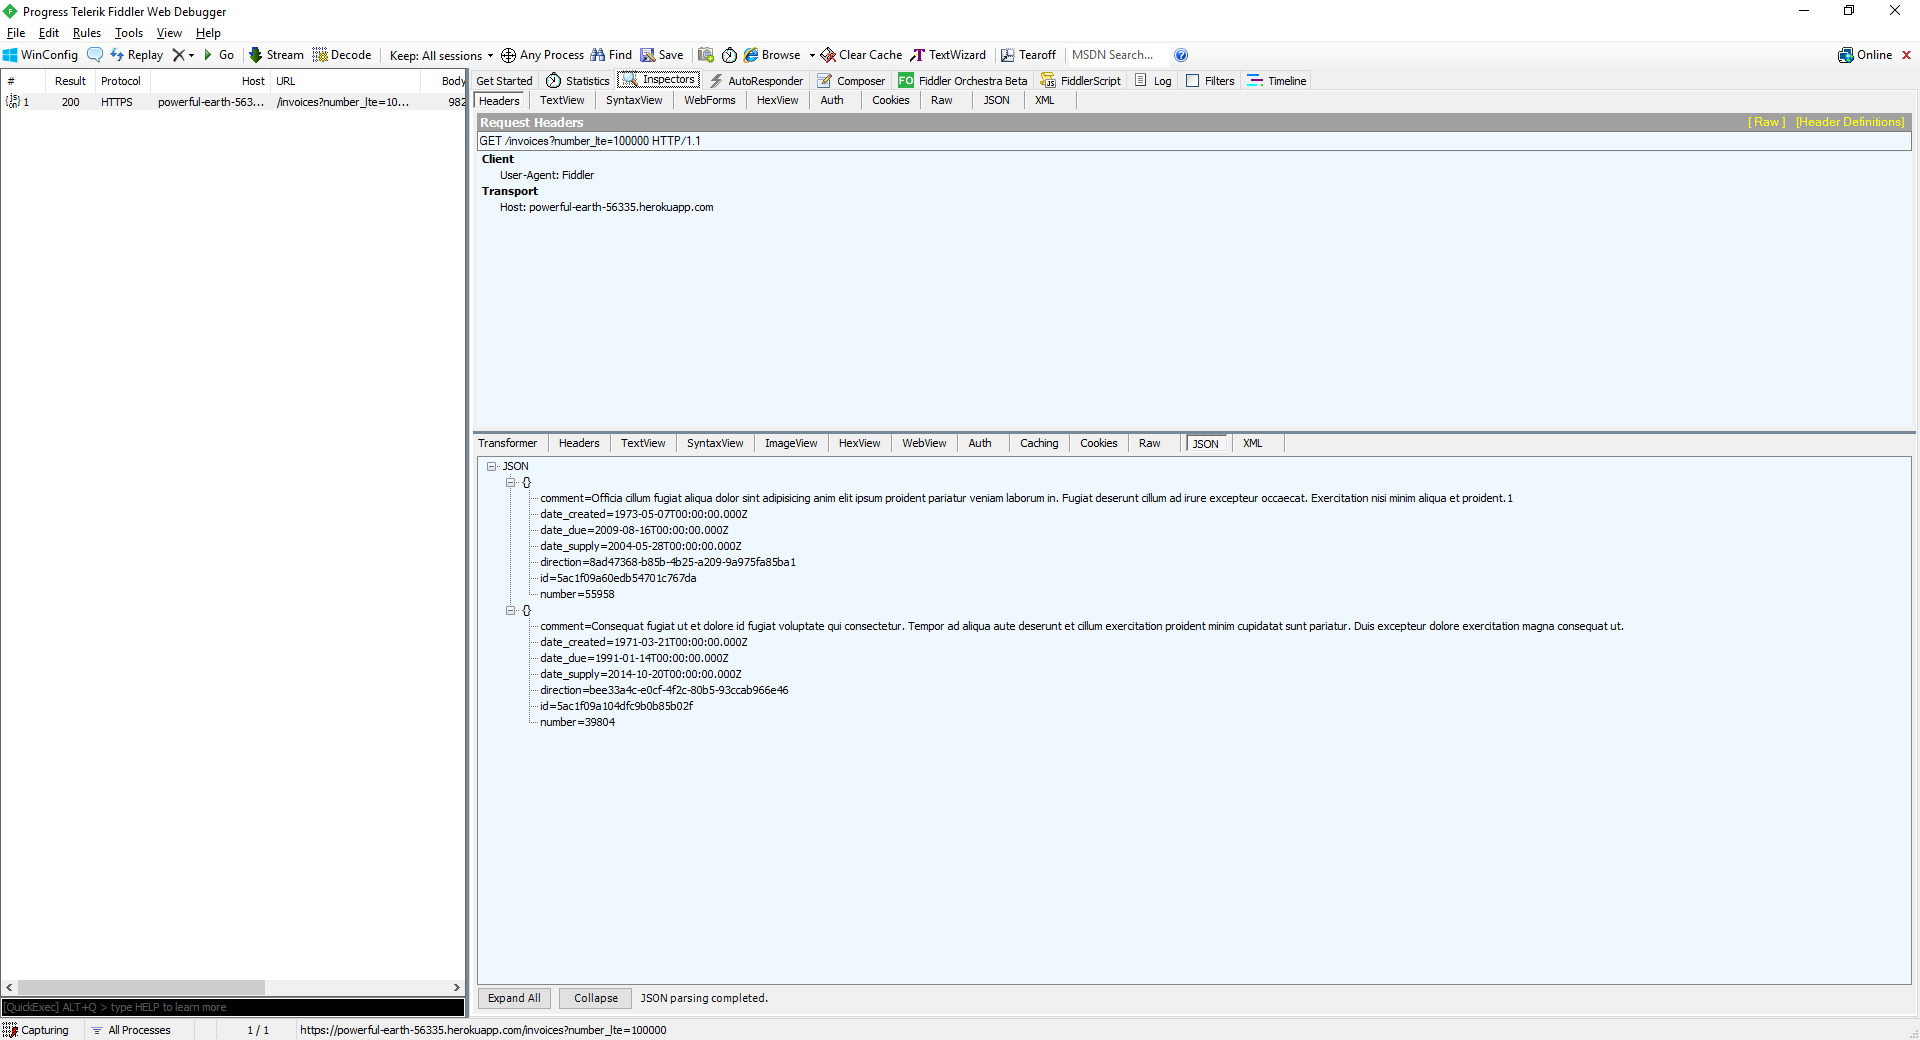 Progress Telerik Fiddler Web Debugger
File Edit Rules Tools View Help
WinConfig Replay Go Stream Decode Keep: All sessions Any Process Find Save Browse Clear Cache TextWizard Tearoff MSDN Search... Online
# Result Protocol Host URL Body
1 200 HTTPS powerful-earth-563... /invoices?number_lte=10... 982
Get Started Statistics Inspectors AutoResponder Composer FO Fiddler Orchestra Beta FiddlerScript Log Filters Timeline
Headers TextView SyntaxView WebForms HexView Auth Cookies Raw JSON XML
Request Headers [ Raw ] [Header Definitions]
GET /invoices?number_lte=100000 HTTP/1.1
Client
User-Agent: Fiddler
Transport
Host: powerful-earth-56335.herokuapp.com
Transformer Headers TextView SyntaxView ImageView HexView WebView Auth Caching Cookies Raw JSON XML
JSON
{}
comment=Officia cillum fugiat aliqua dolor sint adipisicing anim elit ipsum proident pariatur veniam laborum in. Fugiat deserunt cillum ad irure excepteur occaecat. Exercitation nisi minim aliqua et proident.1
date_created=1973-05-07T00:00:00.000Z
date_due=2009-08-16T00:00:00.000Z
date_supply=2004-05-28T00:00:00.000Z
direction=8ad47368-b85b-4b25-a209-9a975fa85ba1
id=5ac1f09a60edb54701c767da
number=55958
{}
comment=Consequat fugiat ut et dolore id fugiat voluptate qui consectetur. Tempor ad aliqua aute deserunt et cillum exercitation proident minim cupidatat sunt pariatur. Duis excepteur dolore exercitation magna consequat ut.
date_created=1971-03-21T00:00:00.000Z
date_due=1991-01-14T00:00:00.000Z
date_supply=2014-10-20T00:00:00.000Z
direction=bee33a4c-e0cf-4f2c-80b5-93ccab966e46
id=5ac1f09a104dfc9b0b85b02f
number=39804
Expand All Collapse JSON parsing completed.
[QuickExec] ALT+Q > type HELP to learn more
Capturing All Processes 1 / 1 https://powerful-earth-56335.herokuapp.com/invoices?number_lte=100000